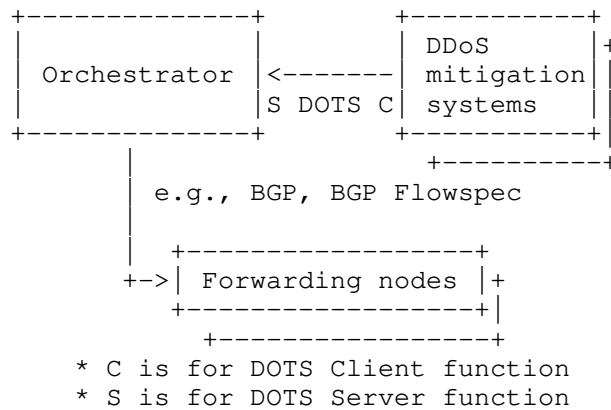 DDoS
Orchestrator <------- mitigation
S DOTS C systems
e.g., BGP, BGP Flowspec
Forwarding nodes
* C is for DOTS Client function
* S is for DOTS Server function